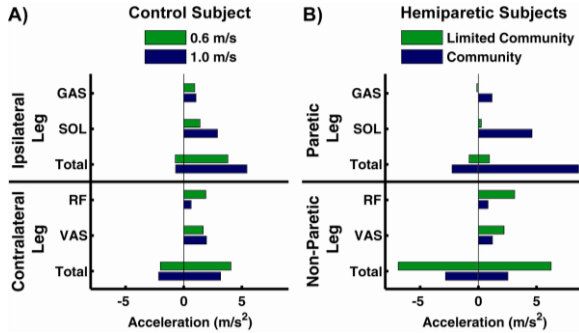 A) Control Subject
0.6 m/s
1.0 m/s
Ipsilateral Leg
GAS
SOL
Total
Contralateral Leg
RF
VAS
Total
-5 0 5
Acceleration (m/s²)
B) Hemiparetic Subjects
Limited Community
Community
Paretic Leg
GAS
SOL
Total
Non-Paretic Leg
RF
VAS
Total
-5 0 5
Acceleration (m/s²)